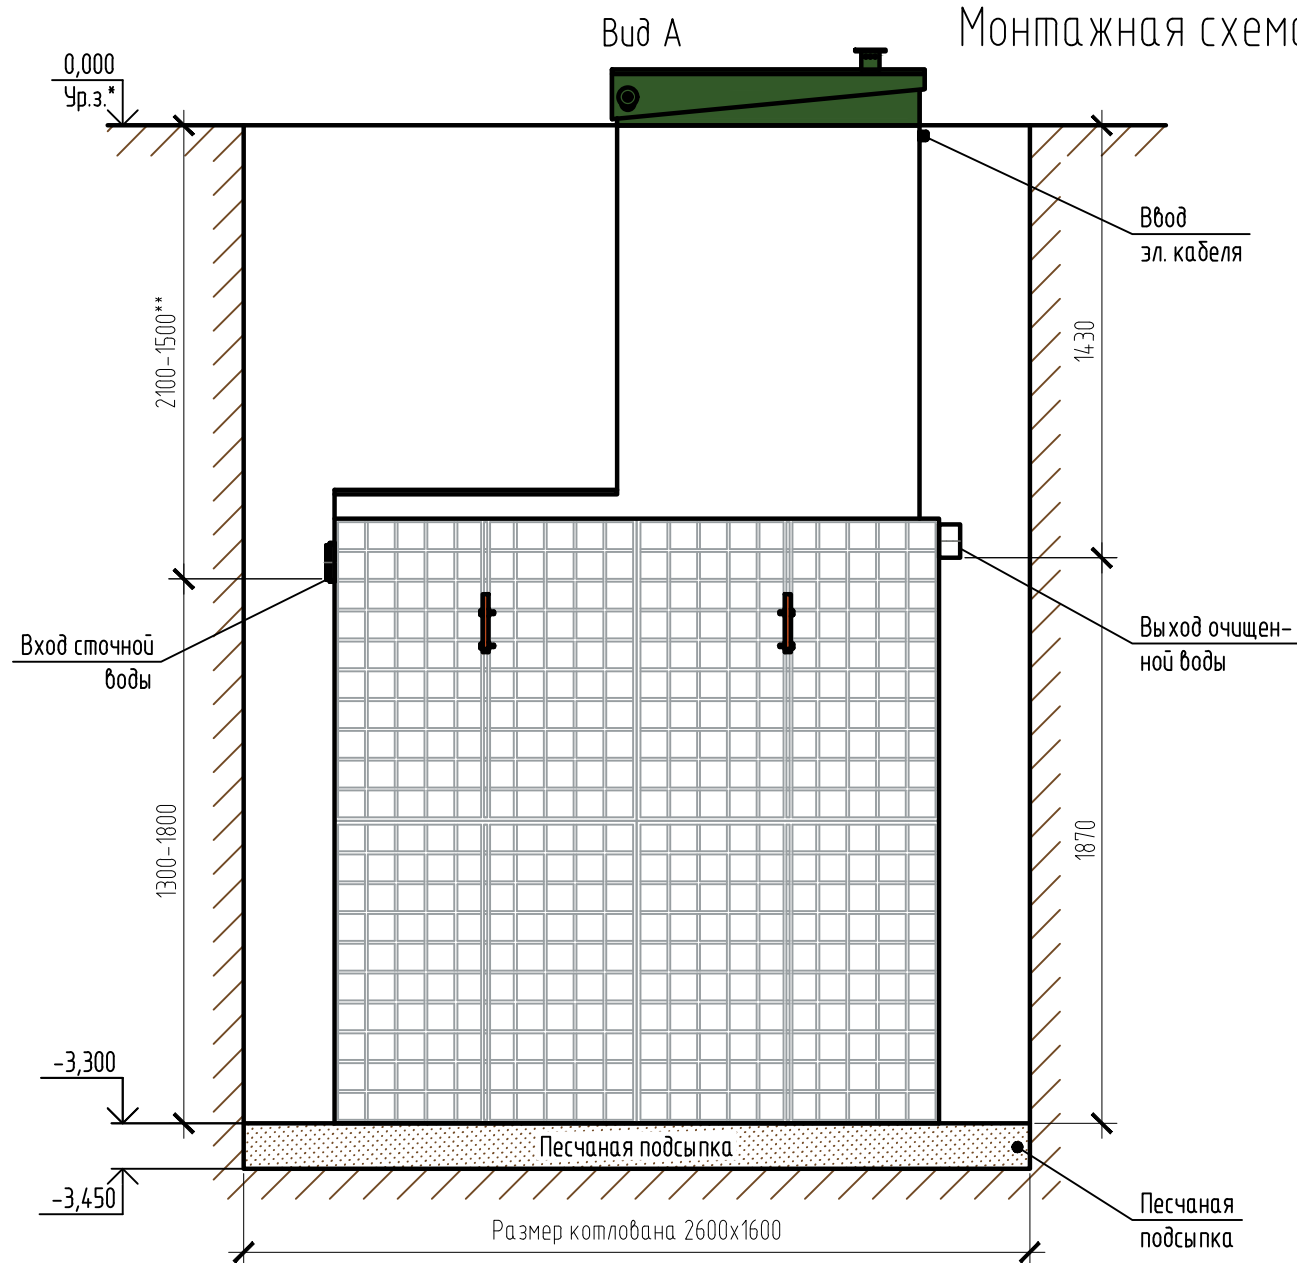 Вид А
Монтажная схема
0,000
Ур.з.*
Ввод
эл. кабеля
2100-1500**
1430
Вход сточной
воды
Выход очищен-
ной воды
1300-1800
1870
-3,300
Песчаная подсыпка
-3,450
Песчаная
подсыпка
Размер котлована 2600х1600